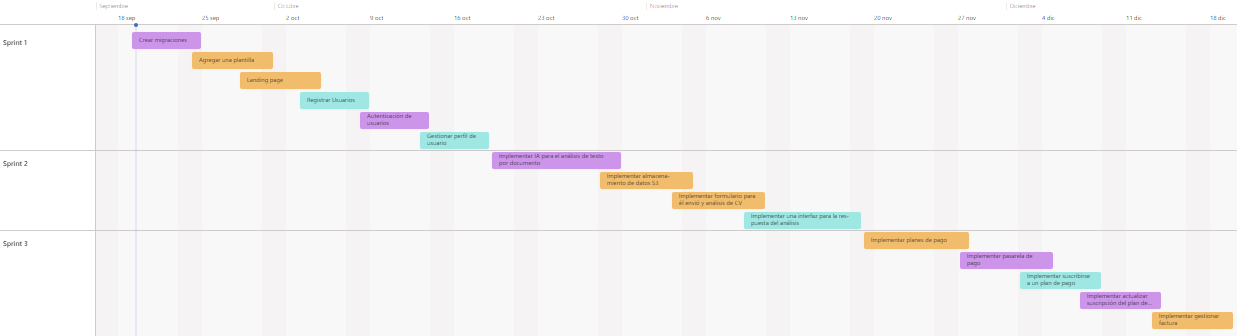 Septiembre Octubre Noviembre Diciembre
18 sep 25 sep 2 oct 9 oct 16 oct 23 oct 30 oct 6 nov 13 nov 20 nov 27 nov 4 dic 11 dic 18 dic
Sprint 1
Crear migraciones
Agregar una plantilla
Landing page
Registrar Usuarios
Autenticación de
usuarios
Gestionar perfil de
usuario
Sprint 2
Implementar IA para el análisis de texto
por documento
Implementar almacena-
miento de datos S3
Implementar formulario para
el envío y análisis de CV
Implementar una interfaz para la res-
puesta del análisis
Sprint 3
Implementar planes de pago
Implementar pasarela de
pago
Implementar suscribirse
a un plan de pago
Implementar actualizar
suscripción del plan de...
Implementar gestionar
factura